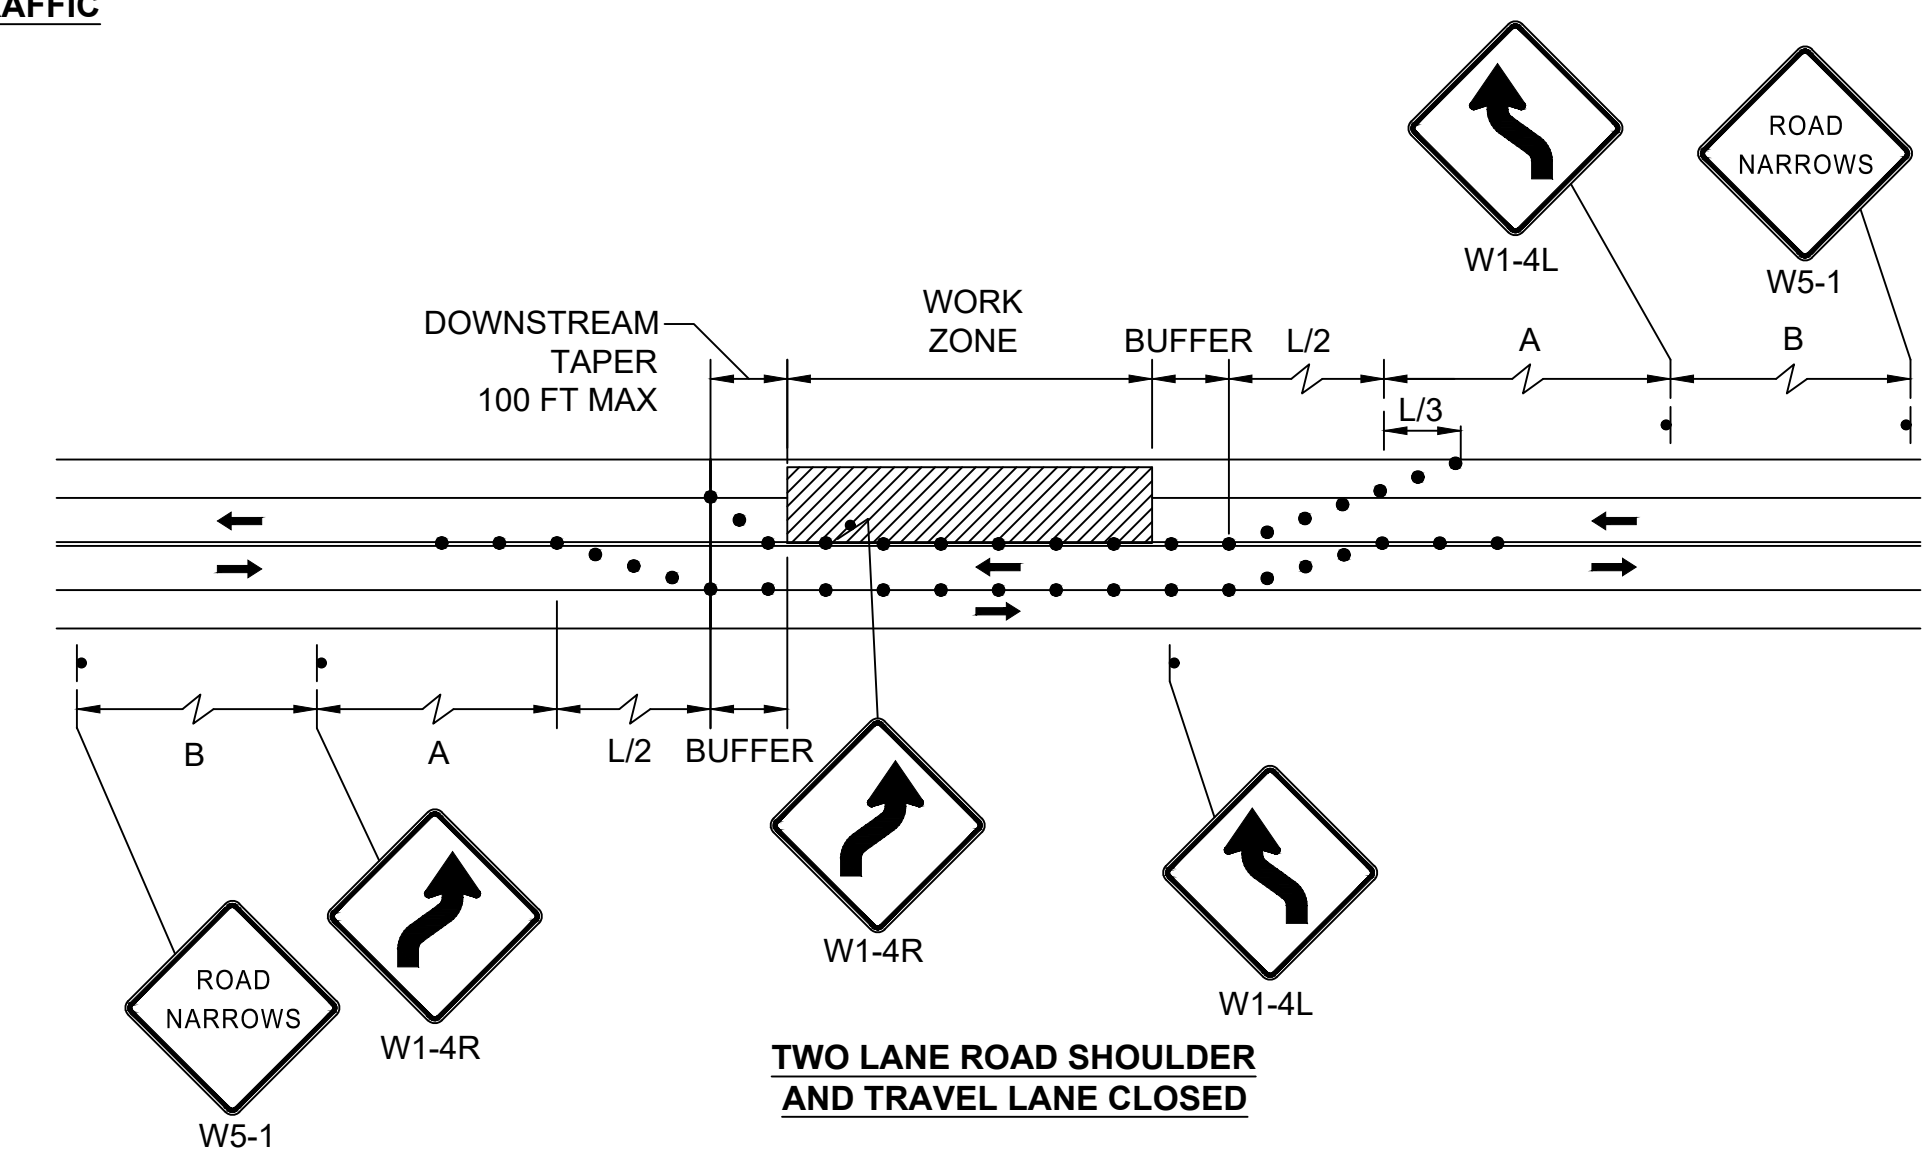 RAFFIC
ROAD
NARROWS
W1-4L
W5-1
DOWNSTREAM
TAPER
100 FT MAX
WORK
ZONE
BUFFER
L/2
A
B
L/3
B
A
L/2
BUFFER
W1-4R
W1-4L
ROAD
NARROWS
W5-1
W1-4R
TWO LANE ROAD SHOULDER
AND TRAVEL LANE CLOSED